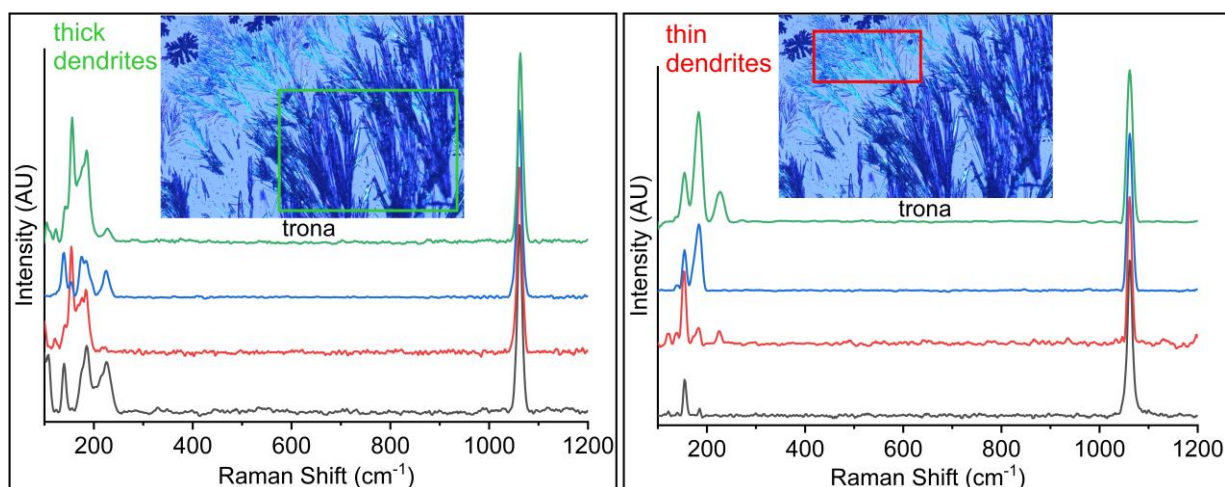 thick
dendrites
trona
Intensity (AU)
200
400
600
800
1000
1200
Raman Shift (cm⁻¹)
thin
dendrites
trona
Intensity (AU)
200
400
600
800
1000
1200
Raman Shift (cm⁻¹)